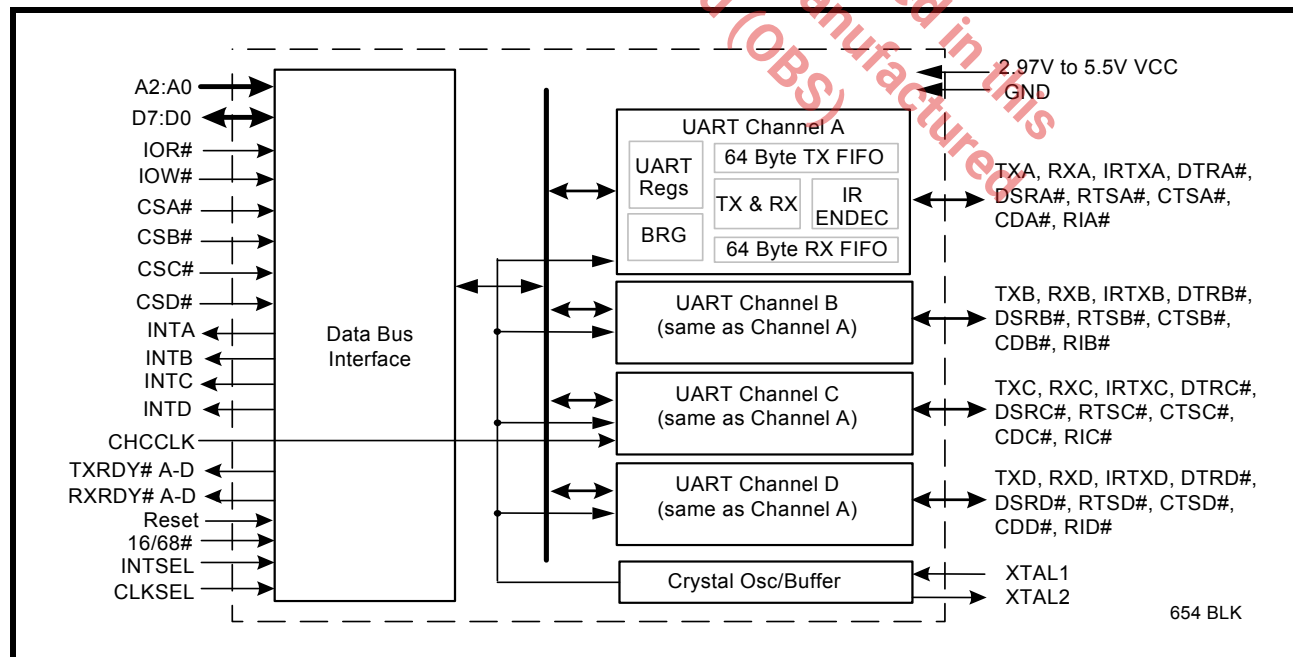 d in this
anufactured
d (OBS)
2.97V to 5.5V VCC
GND
A2:A0
D7:D0
IOR#
IOW#
CSA#
CSB#
CSC#
CSD#
INTA
INTB
INTC
INTD
CHCCLK
TXRDY# A-D
RXRDY# A-D
Reset
16/68#
INTSEL
CLKSEL
Data Bus
Interface
UART Channel A
UART
Regs
64 Byte TX FIFO
TX & RX
IR
ENDEC
BRG
64 Byte RX FIFO
TXA, RXA, IRTXA, DTRA#,
DSRA#, RTSA#, CTSA#,
CDA#, RIA#
UART Channel B
(same as Channel A)
TXB, RXB, IRTXB, DTRB#,
DSRB#, RTSB#, CTSB#,
CDB#, RIB#
UART Channel C
(same as Channel A)
TXC, RXC, IRTXC, DTRC#,
DSRC#, RTSC#, CTSC#,
CDC#, RIC#
UART Channel D
(same as Channel A)
TXD, RXD, IRTXD, DTRD#,
DSRD#, RTSD#, CTSD#,
CDD#, RID#
Crystal Osc/Buffer
XTAL1
XTAL2
654 BLK